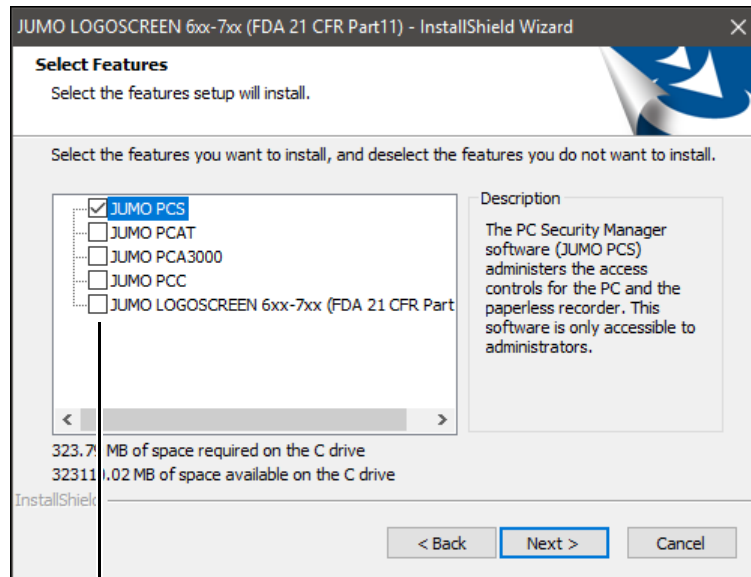 JUMO LOGOSCREEN 6xx-7xx (FDA 21 CFR Part11) - InstallShield Wizard
Select Features
Select the features setup will install.
Select the features you want to install, and deselect the features you do not want to install.
JUMO PCS
JUMO PCAT
JUMO PCA3000
JUMO PCC
JUMO LOGOSCREEN 6xx-7xx (FDA 21 CFR Part
Description
The PC Security Manager
software (JUMO PCS)
administers the access
controls for the PC and the
paperless recorder. This
software is only accessible to
administrators.
MB of space required on the C drive
MB of space available on the C drive
InstallShield
< Back
Next >
Cancel